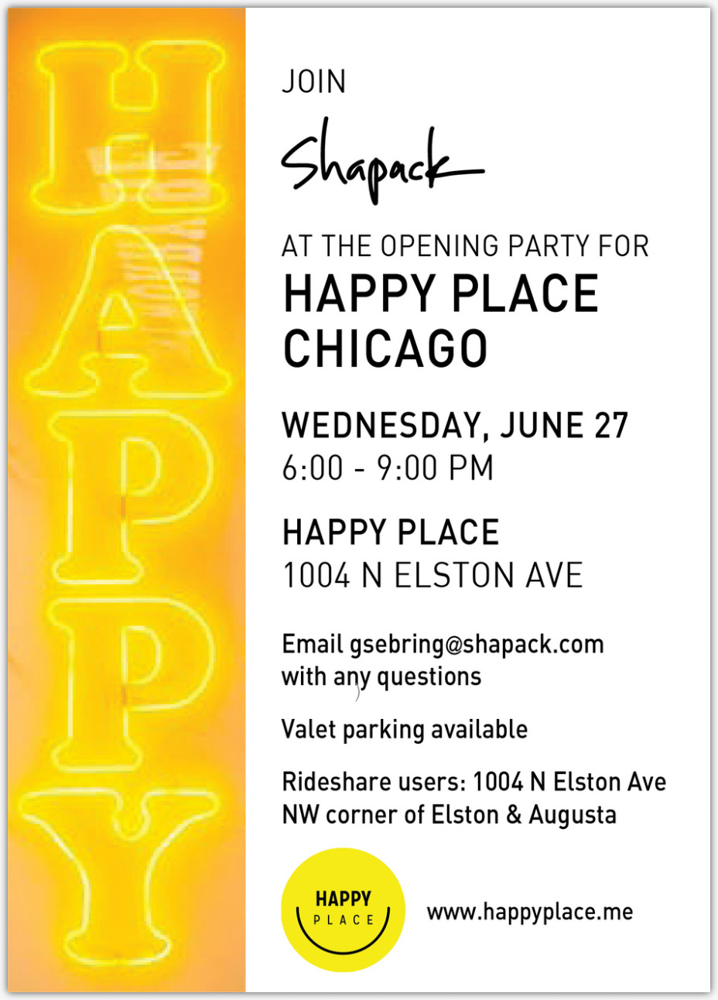 HAPPY
JOIN
Shapack
AT THE OPENING PARTY FOR
HAPPY PLACE
CHICAGO
WEDNESDAY, JUNE 27
6:00 - 9:00 PM
HAPPY PLACE
1004 N ELSTON AVE
Email gsebring@shapack.com
with any questions
Valet parking available
Rideshare users: 1004 N Elston Ave
NW corner of Elston & Augusta
HAPPY
PLACE
www.happyplace.me